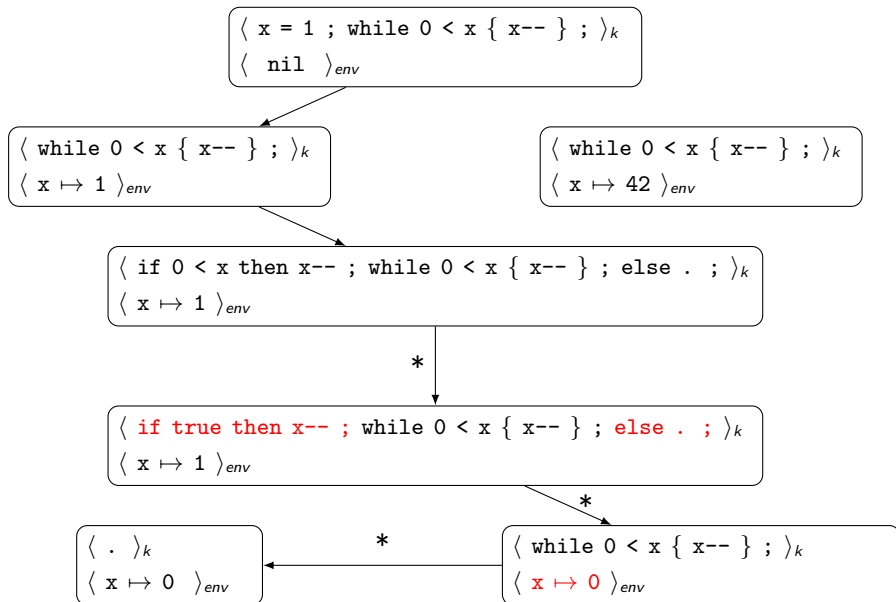 ⟨ x = 1 ; while 0 < x { x-- } ; ⟩k
⟨ nil ⟩env
⟨ while 0 < x { x-- } ; ⟩k
⟨ x ↦ 1 ⟩env
⟨ while 0 < x { x-- } ; ⟩k
⟨ x ↦ 42 ⟩env
⟨ if 0 < x then x-- ; while 0 < x { x-- } ; else . ; ⟩k
⟨ x ↦ 1 ⟩env
*
⟨ if true then x-- ; while 0 < x { x-- } ; else . ; ⟩k
⟨ x ↦ 1 ⟩env
*
⟨ . ⟩k
⟨ x ↦ 0 ⟩env
*
⟨ while 0 < x { x-- } ; ⟩k
⟨ x ↦ 0 ⟩env